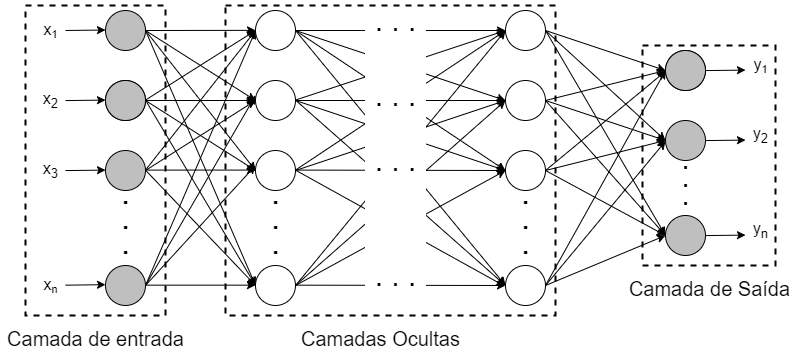 x1
x2
x3
xn
y1
y2
yn
Camada de entrada
Camadas Ocultas
Camada de Saída